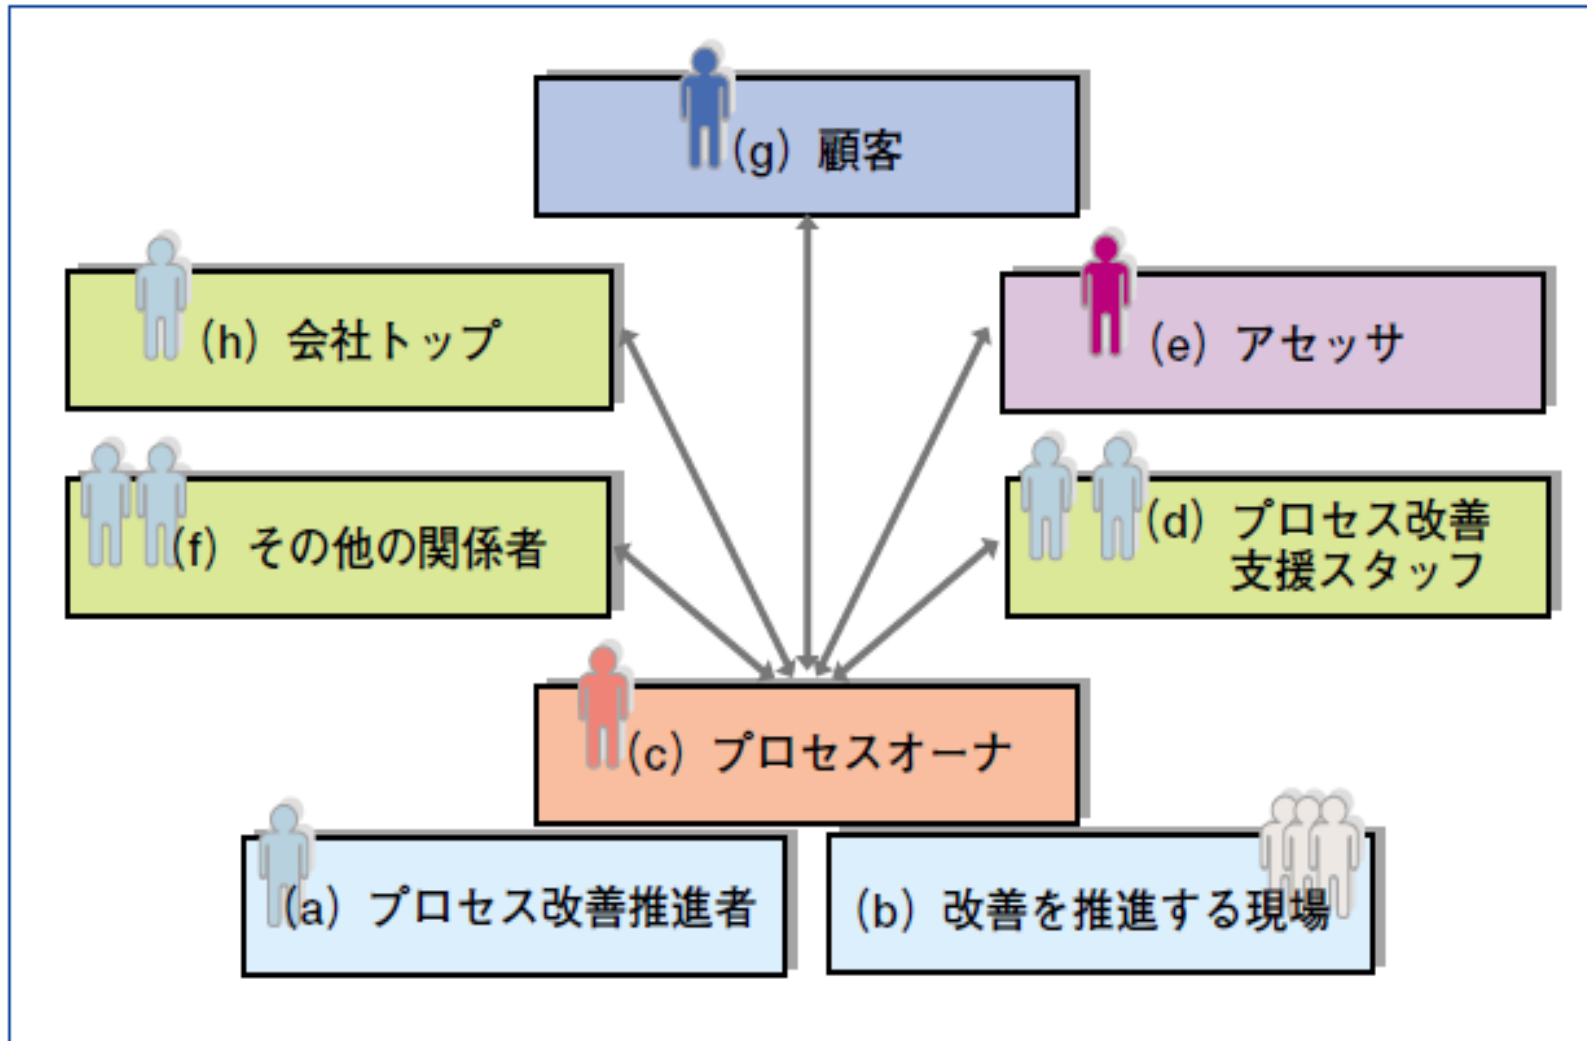 (g) 顧客
(h) 会社トップ
(e) アセッサ
(f) その他の関係者
(d) プロセス改善
支援スタッフ
(c) プロセスオーナ
(a) プロセス改善推進者
(b) 改善を推進する現場